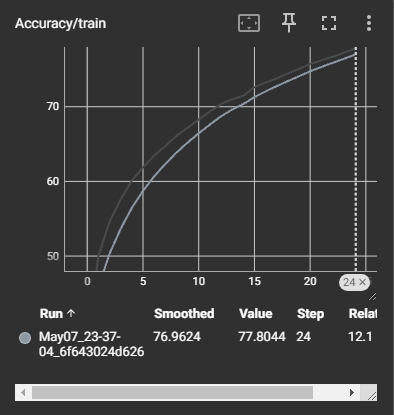 Accuracy/train
70
60
50
0 5 10 15 20
24 ×
Run ↑ Smoothed Value Step Relat
May07_23-37-
04_6f643024d626 76.9624 77.8044 24 12.1